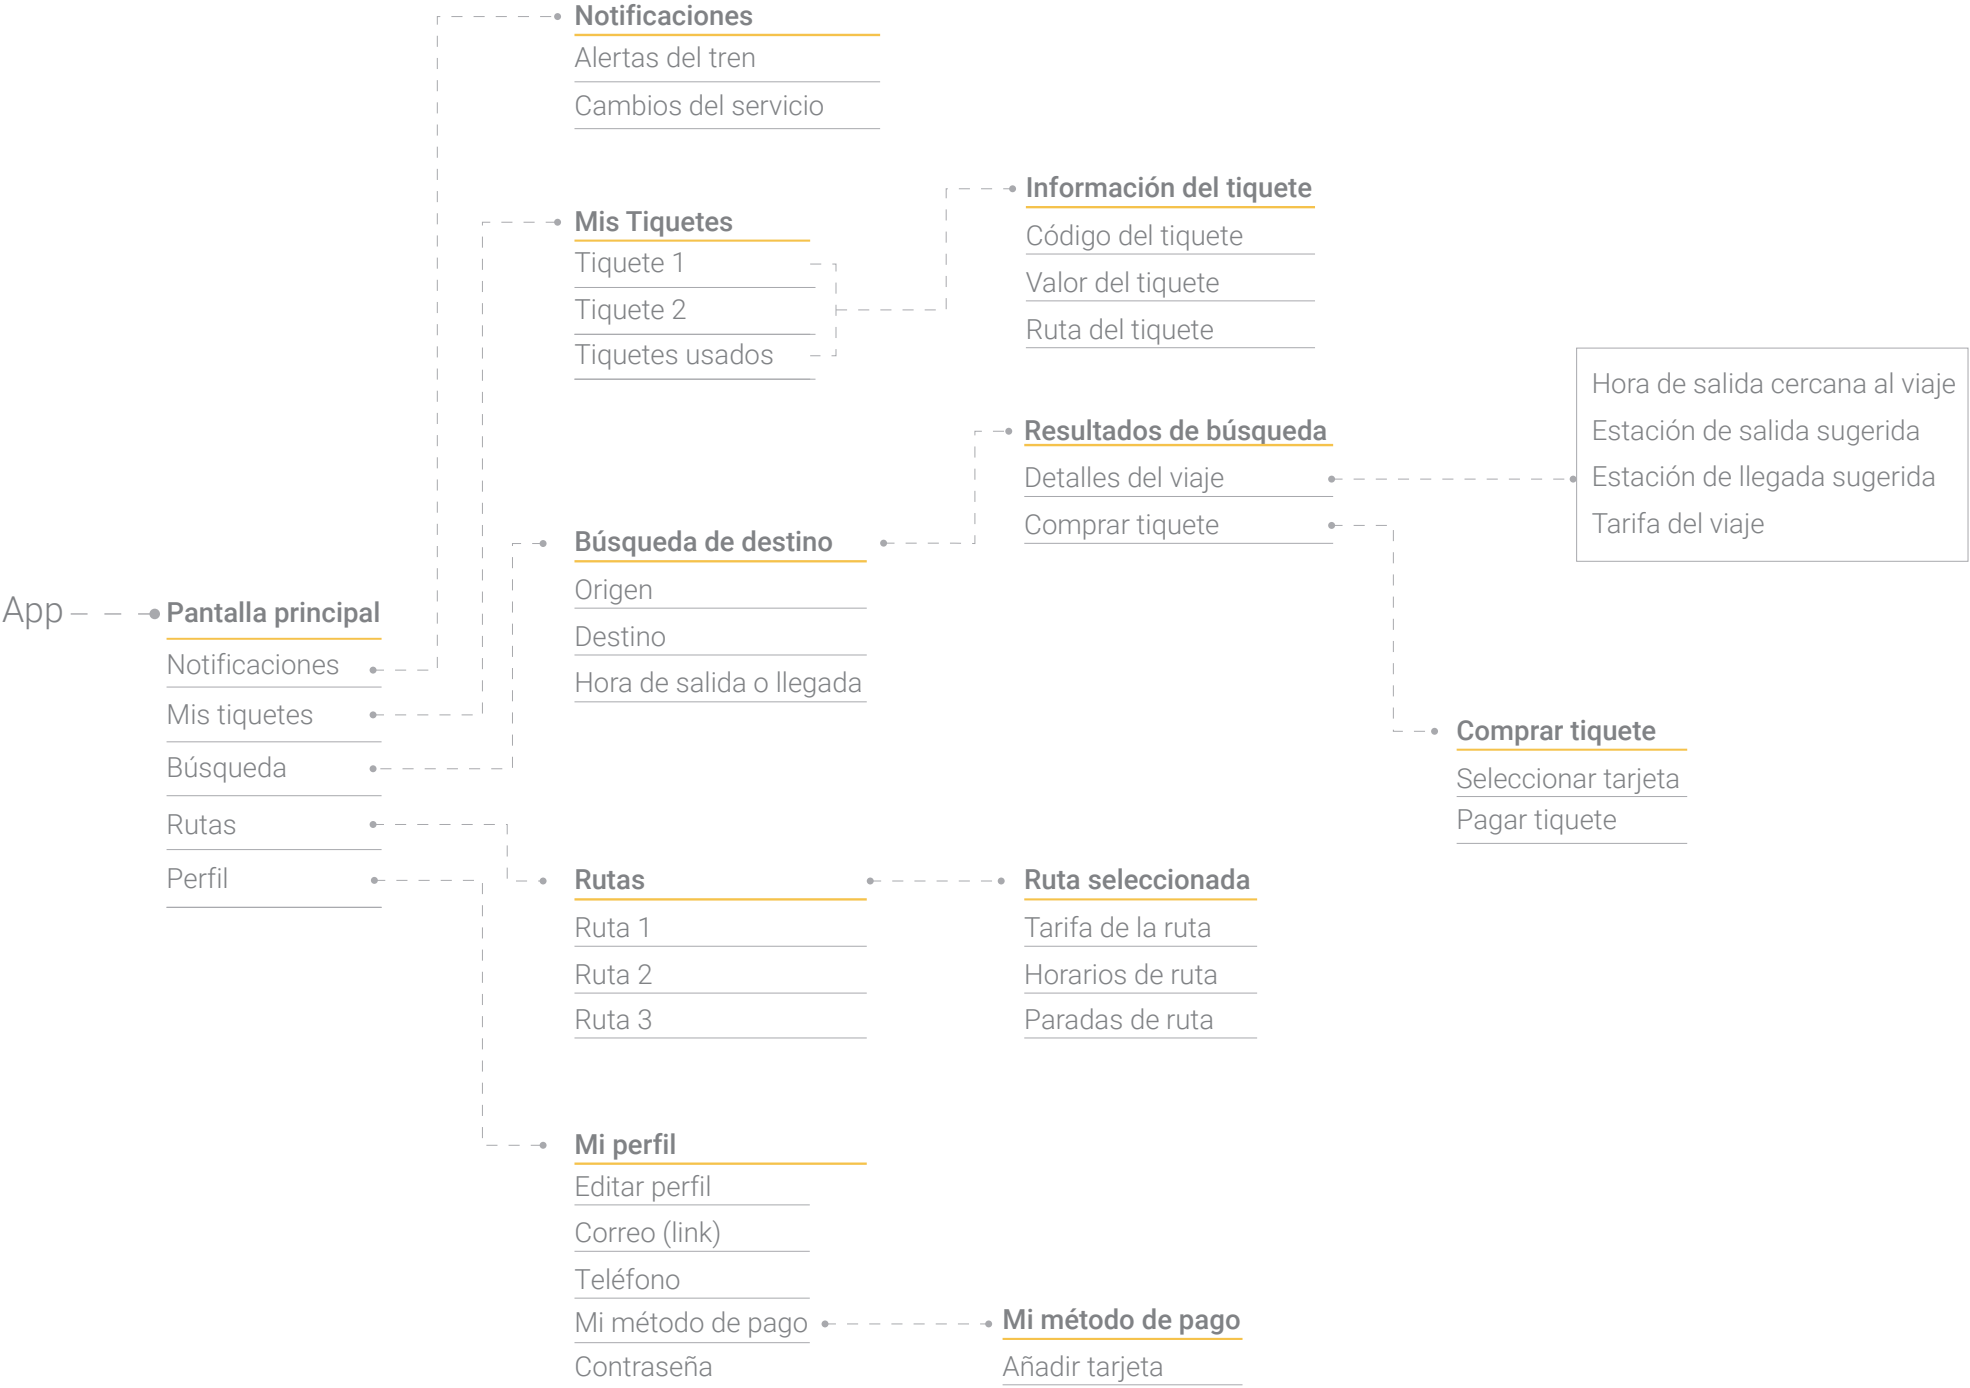 Notificaciones
Alertas del tren
Cambios del servicio
Mis Tiquetes
Tiquete 1
Tiquete 2
Tiquetes usados
Información del tiquete
Código del tiquete
Valor del tiquete
Ruta del tiquete
Hora de salida cercana al viaje
Estación de salida sugerida
Estación de llegada sugerida
Tarifa del viaje
Resultados de búsqueda
Detalles del viaje
Comprar tiquete
Búsqueda de destino
Origen
Destino
Hora de salida o llegada
App
Pantalla principal
Notificaciones
Mis tiquetes
Búsqueda
Rutas
Perfil
Comprar tiquete
Seleccionar tarjeta
Pagar tiquete
Rutas
Ruta 1
Ruta 2
Ruta 3
Ruta seleccionada
Tarifa de la ruta
Horarios de ruta
Paradas de ruta
Mi perfil
Editar perfil
Correo (link)
Teléfono
Mi método de pago
Contraseña
Mi método de pago
Añadir tarjeta